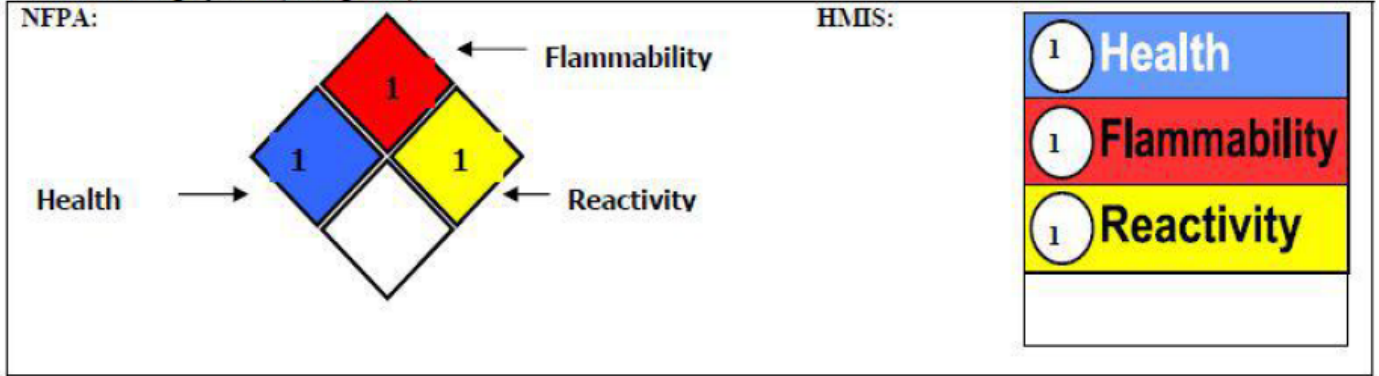 NFPA:
HMIS:
Flammability
1
1
1
Health
Reactivity
1 Health
1 Flammability
1 Reactivity